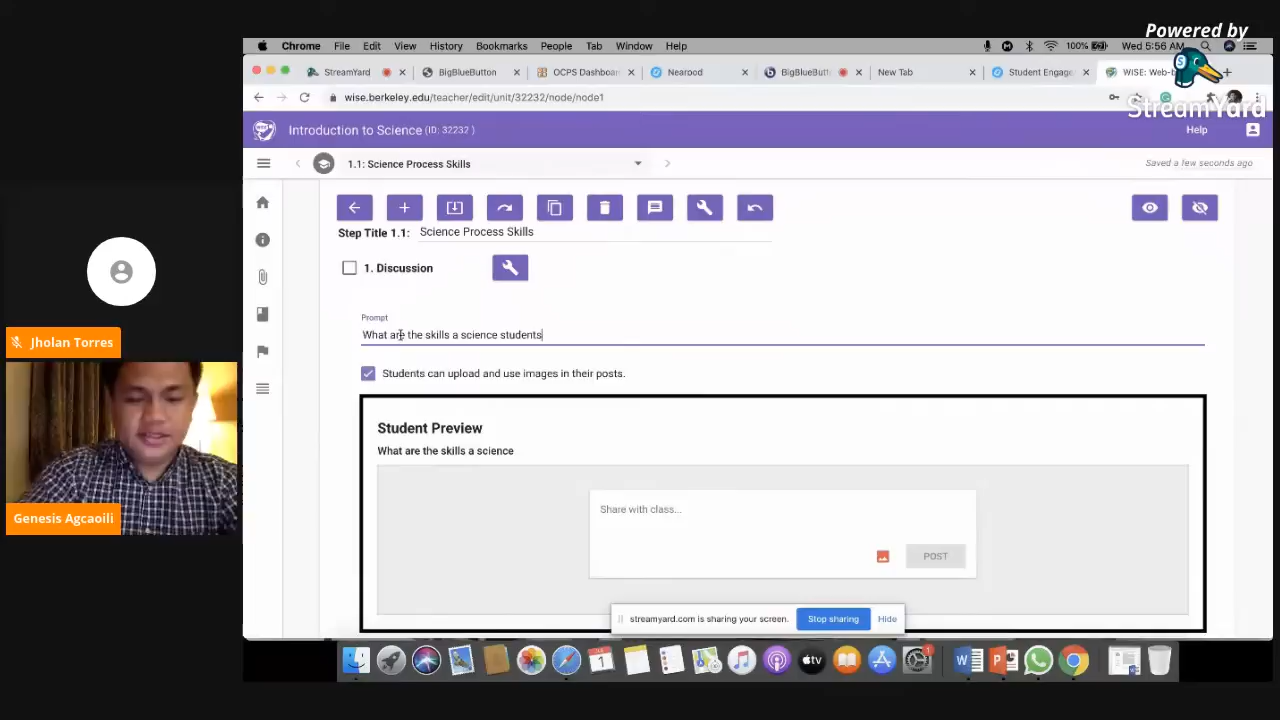 Powered by
StreamYard
Chrome File Edit View History Bookmarks People Tab Window Help
100% Wed 5:56 AM
StreamYard BigBlueButton OCPS Dashboar Nearpod BigBlueButt New Tab Student Engage WISE: Web-b
wise.berkeley.edu/teacher/edit/unit/32232/node/node1
Introduction to Science (ID: 32232 )
Help
1.1: Science Process Skills
Saved a few seconds ago
Step Title 1.1: Science Process Skills
1. Discussion
Prompt
What are the skills a science students
Students can upload and use images in their posts.
Student Preview
What are the skills a science
Share with class...
POST
streamyard.com is sharing your screen. Stop sharing Hide
Jholan Torres
Genesis Agcaoili
1
tv
1